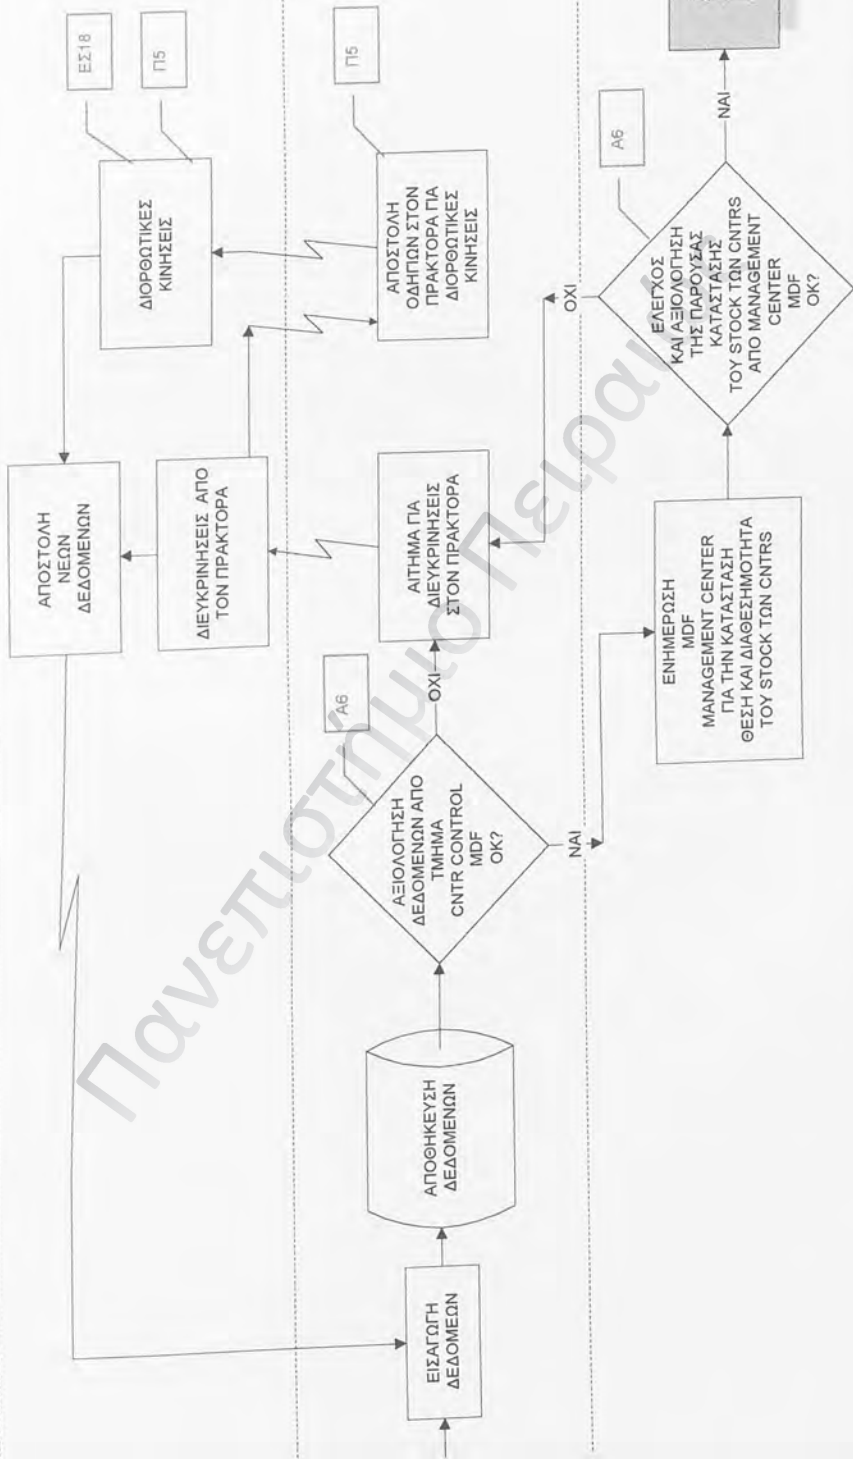 ΕΙΣΑΓΩΓΗ
ΔΕΔΟΜΕΩΝ
ΑΠΟΘΗΚΕΥΣΗ
ΔΕΔΟΜΕΝΩΝ
ΑΞΙΟΛΟΓΗΣΗ
ΔΕΔΟΜΕΝΩΝ ΑΠΟ
ΤΜΗΜΑ
CNTR CONTROL
MDF
OK?
Α6
ΟΧΙ
ΝΑΙ
ΑΙΤΗΜΑ ΓΙΑ
ΔΙΕΥΚΡΙΝΗΣΕΙΣ
ΣΤΟΝ ΠΡΑΚΤΟΡΑ
ΔΙΕΥΚΡΙΝΗΣΕΙΣ ΑΠΟ
ΤΟΝ ΠΡΑΚΤΟΡΑ
ΑΠΟΣΤΟΛΗ
ΝΕΩΝ
ΔΕΔΟΜΕΝΩΝ
ΔΙΟΡΘΩΤΙΚΕΣ
ΚΙΝΗΣΕΙΣ
ΕΣ18
Π5
ΑΠΟΣΤΟΛΗ
ΟΔΗΓΙΩΝ ΣΤΟΝ
ΠΡΑΚΤΟΡΑ ΓΙΑ
ΔΙΟΡΘΩΤΙΚΕΣ
ΚΙΝΗΣΕΙΣ
Π5
ΕΝΗΜΕΡΩΣΗ
MDF
MANAGEMENT CENTER
ΓΙΑ ΤΗΝ ΚΑΤΑΣΤΑΣΗ
ΘΕΣΗ ΚΑΙ ΔΙΑΘΕΣΗΜΟΤΗΤΑ
ΤΟΥ STOCK ΤΩΝ CNTRS
ΕΛΕΓΧΟΣ
ΚΑΙ ΑΞΙΟΛΟΓΗΣΗ
ΤΗΣ ΠΑΡΟΥΣΑΣ
ΚΑΤΑΣΤΑΣΗΣ
ΤΟΥ STOCK ΤΩΝ CNTRS
ΑΠΟ MANAGEMENT
CENTER
MDF
OK?
Α6
ΟΧΙ
ΝΑΙ
Πανεπιστήμιο Πειραιώς